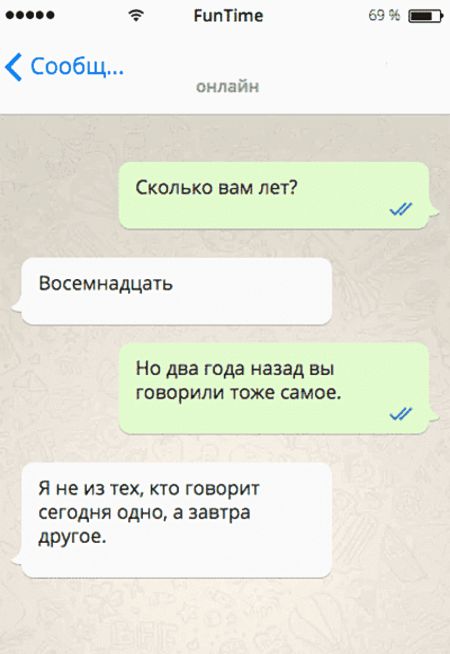 FunTime
69 %
Сообщ...
онлайн
Сколько вам лет?
Восемнадцать
Но два года назад вы
говорили тоже самое.
Я не из тех, кто говорит
сегодня одно, а завтра
другое.